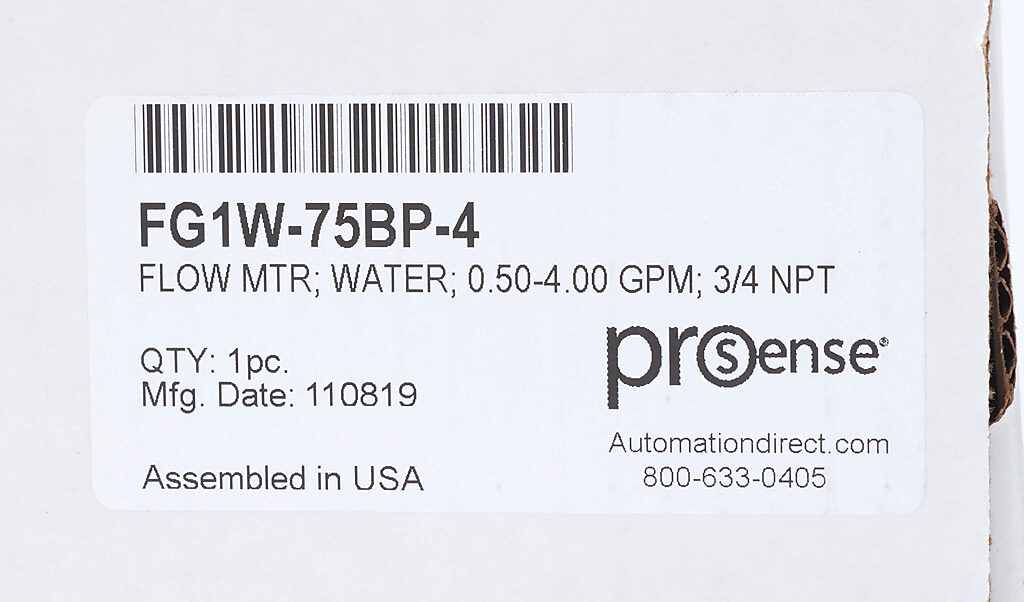 FG1W-75BP-4
FLOW MTR; WATER; 0.50-4.00 GPM; 3/4 NPT
QTY: 1pc.
Mfg. Date: 110819
prosense®
Assembled in USA
Automationdirect.com
800-633-0405